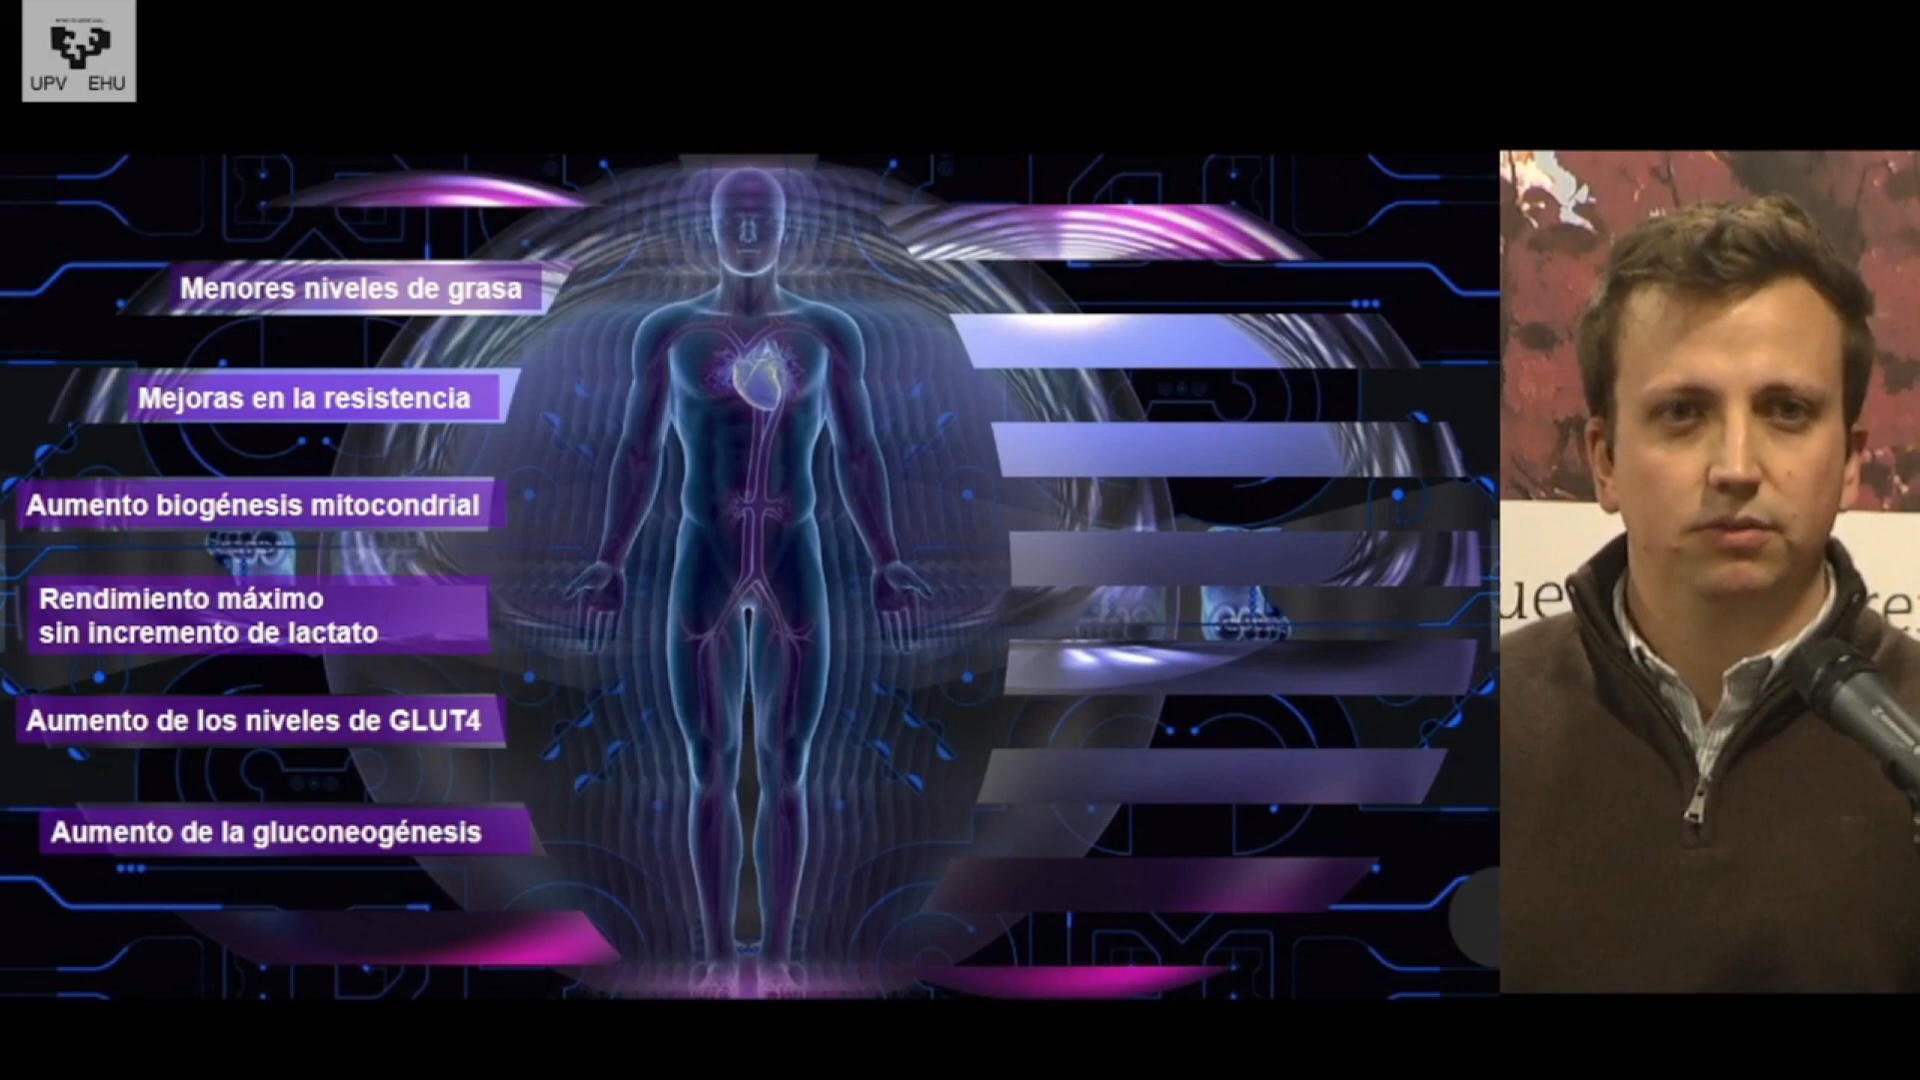 UPV EHU
Menores niveles de grasa
Mejoras en la resistencia
Aumento biogénesis mitocondrial
Rendimiento máximo
sin incremento de lactato
Aumento de los niveles de GLUT4
Aumento de la gluconeogénesis